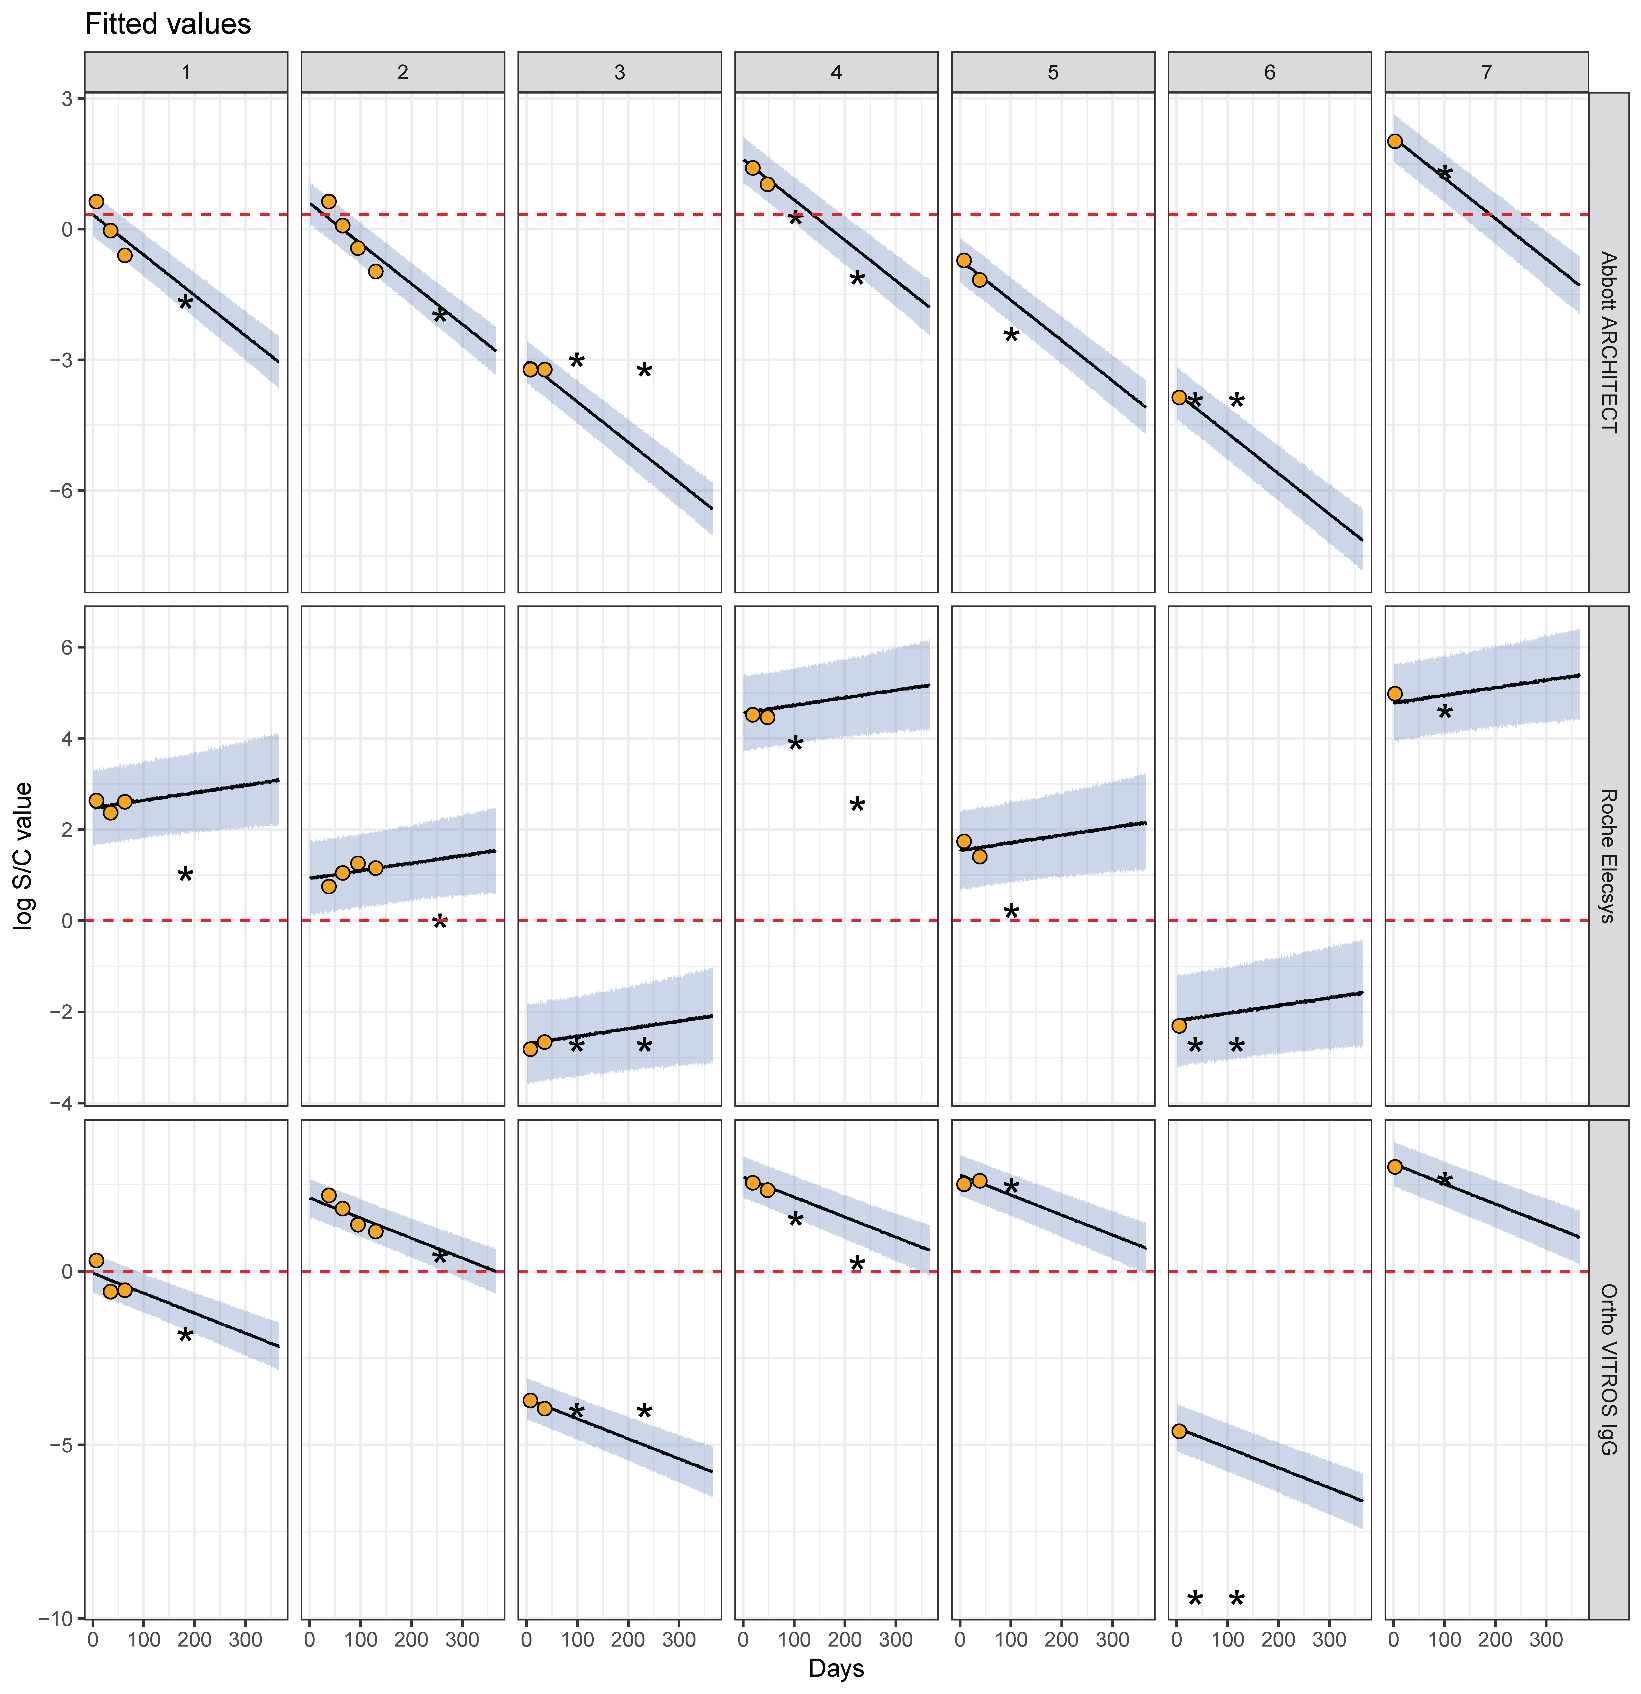 Fitted values
1 2 3 4 5 6 7
3
0
−3
−6
Abbott ARCHITECT
6
4
2
0
−2
−4
Roche Elecsys
log S/C value
0
−5
−10
Ortho VITROS IgG
0 100 200 300 0 100 200 300 0 100 200 300 0 100 200 300 0 100 200 300 0 100 200 300 0 100 200 300
Days